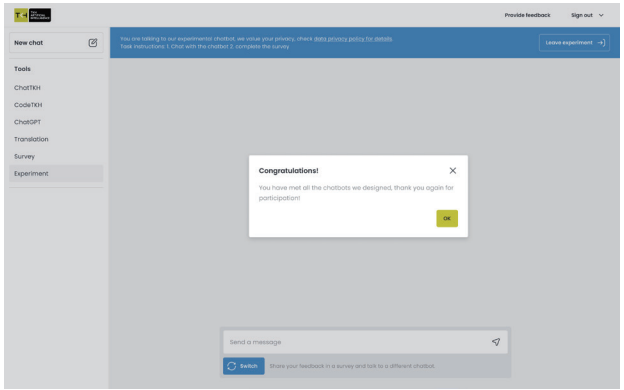 Provide feedback
Sign out
New chat
You are talking to our experimental chatbot, we value your privacy, check data privacy policy for details.
Task instructions: 1. Chat with the chatbot 2. complete the survey
Leave experiment
Tools
ChatTKH
CodeTKH
ChatGPT
Translation
Survey
Experiment
Congratulations!
You have met all the chatbots we designed, thank you again for
participation!
OK
Send a message
Switch
Share your feedback in a survey and talk to a different chatbot.